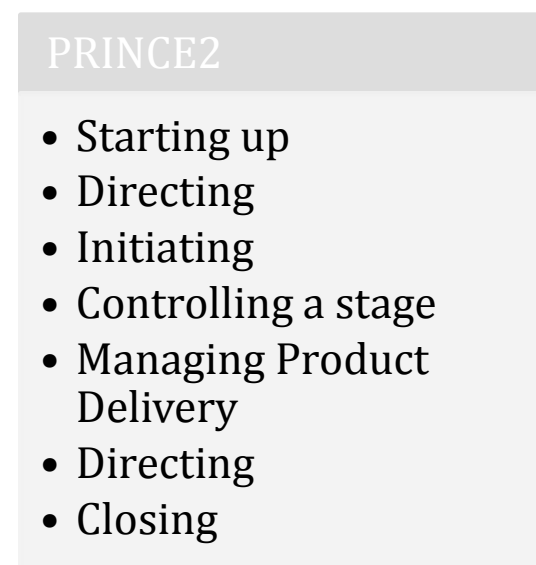 PRINCE2
• Starting up
• Directing
• Initiating
• Controlling a stage
• Managing Product
Delivery
• Directing
• Closing